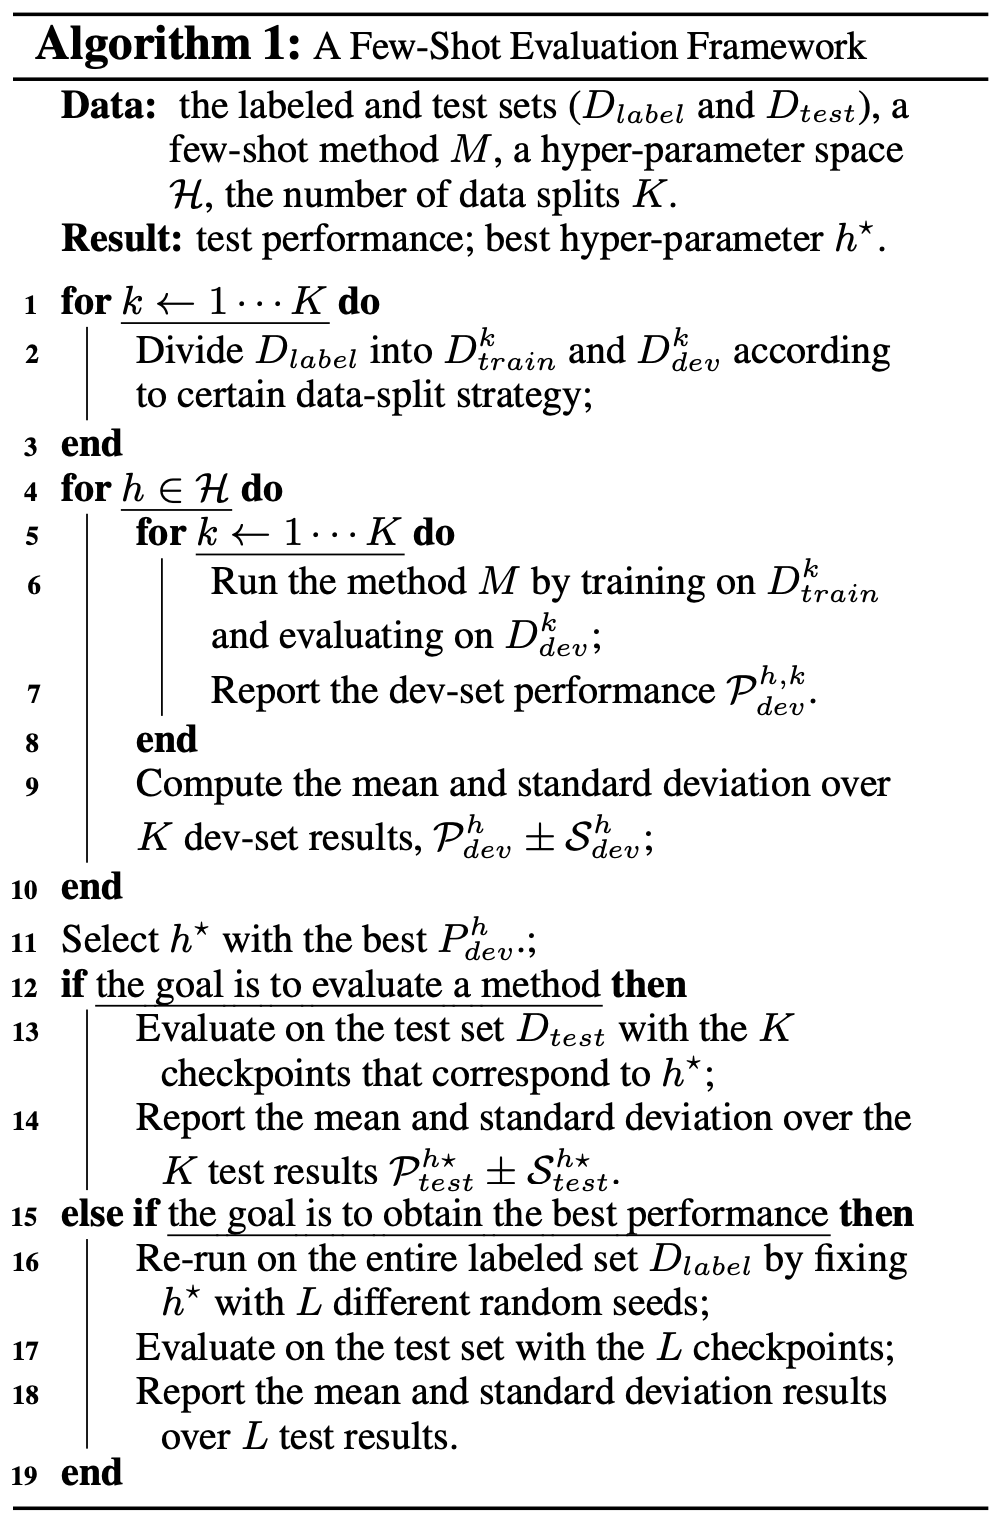 Algorithm 1: A Few-Shot Evaluation Framework
Data: the labeled and test sets ($D_{label}$ and $D_{test}$), a
few-shot method $M$, a hyper-parameter space
$\mathcal{H}$, the number of data splits $K$.
Result: test performance; best hyper-parameter $h^\star$.
1 for $k \leftarrow 1 \cdots K$ do
2 Divide $D_{label}$ into $D_{train}^k$ and $D_{dev}^k$ according
to certain data-split strategy;
3 end
4 for $h \in \mathcal{H}$ do
5 for $k \leftarrow 1 \cdots K$ do
6 Run the method $M$ by training on $D_{train}^k$
and evaluating on $D_{dev}^k$;
7 Report the dev-set performance $\mathcal{P}_{dev}^{h,k}$.
8 end
9 Compute the mean and standard deviation over
$K$ dev-set results, $\mathcal{P}_{dev}^h \pm \mathcal{S}_{dev}^h$;
10 end
11 Select $h^\star$ with the best $P_{dev}^h$.;
12 if the goal is to evaluate a method then
13 Evaluate on the test set $D_{test}$ with the $K$
checkpoints that correspond to $h^\star$;
14 Report the mean and standard deviation over the
$K$ test results $\mathcal{P}_{test}^{h\star} \pm \mathcal{S}_{test}^{h\star}$.
15 else if the goal is to obtain the best performance then
16 Re-run on the entire labeled set $D_{label}$ by fixing
$h^\star$ with $L$ different random seeds;
17 Evaluate on the test set with the $L$ checkpoints;
18 Report the mean and standard deviation results
over $L$ test results.
19 end